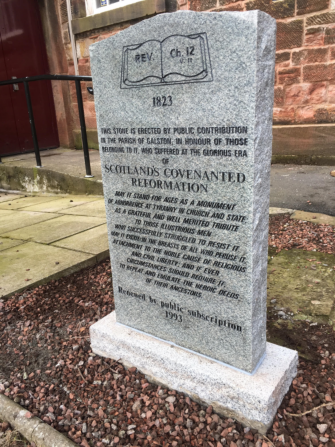 REV. Ch. 12
V. 11
1823
THIS STONE IS ERECTED BY PUBLIC CONTRIBUTION
IN THE PARISH OF GALSTON, IN HONOUR OF THOSE
BELONGING TO IT, WHO SUFFERED AT THE GLORIOUS ERA
OF
SCOTLANDS COVENANTED
REFORMATION
MAY IT STAND FOR AGES AS A MONUMENT
OF ABHORRENCE AT TYRANNY IN CHURCH AND STATE
AS A GRATEFUL AND WELL MERITED TRIBUTE
TO THOSE ILLUSTRIOUS MEN
WHO SUCCESSFULLY STRUGGLED TO RESIST IT.
MAY IT EXCITE IN THE BREASTS OF ALL WHO PERUSE IT,
ATTACHMENT TO THE NOBLE CAUSE OF RELIGIOUS
AND CIVIL LIBERTY, AND IF EVER
CIRCUMSTANCES SHOULD REQUIRE IT,
TO REPEAT AND EMULATE THE HEROIC DEEDS
OF THEIR ANCESTORS.
Renewed by public subscription
1993